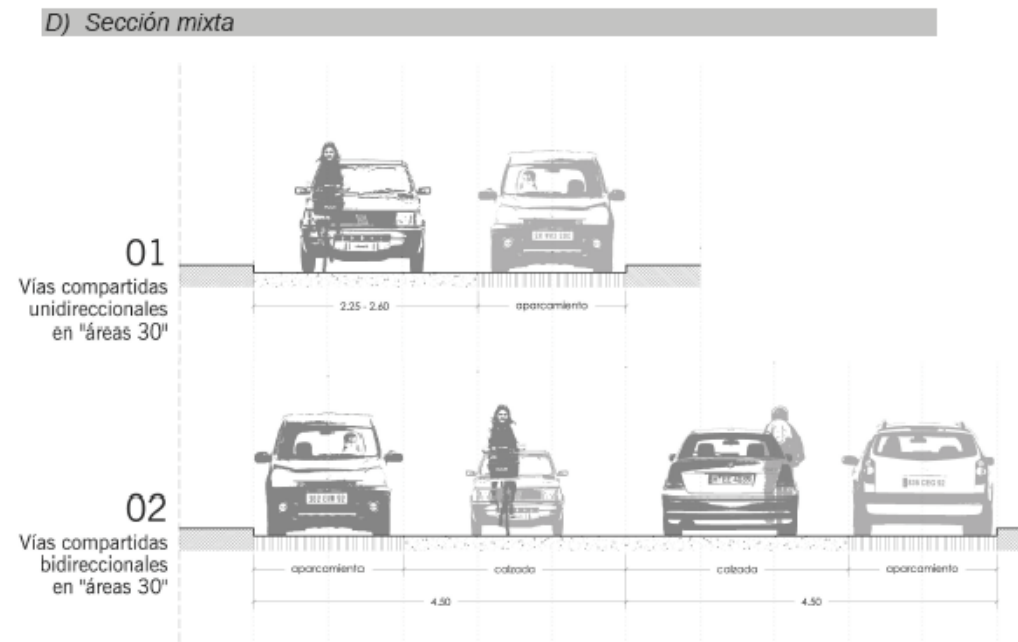 D) Sección mixta
01
Vías compartidas
unidireccionales
en "áreas 30"
2.25 - 2.60
aparcamiento
02
Vías compartidas
bidireccionales
en "áreas 30"
aparcamiento
calzada
calzada
aparcamiento
4.50
4.50